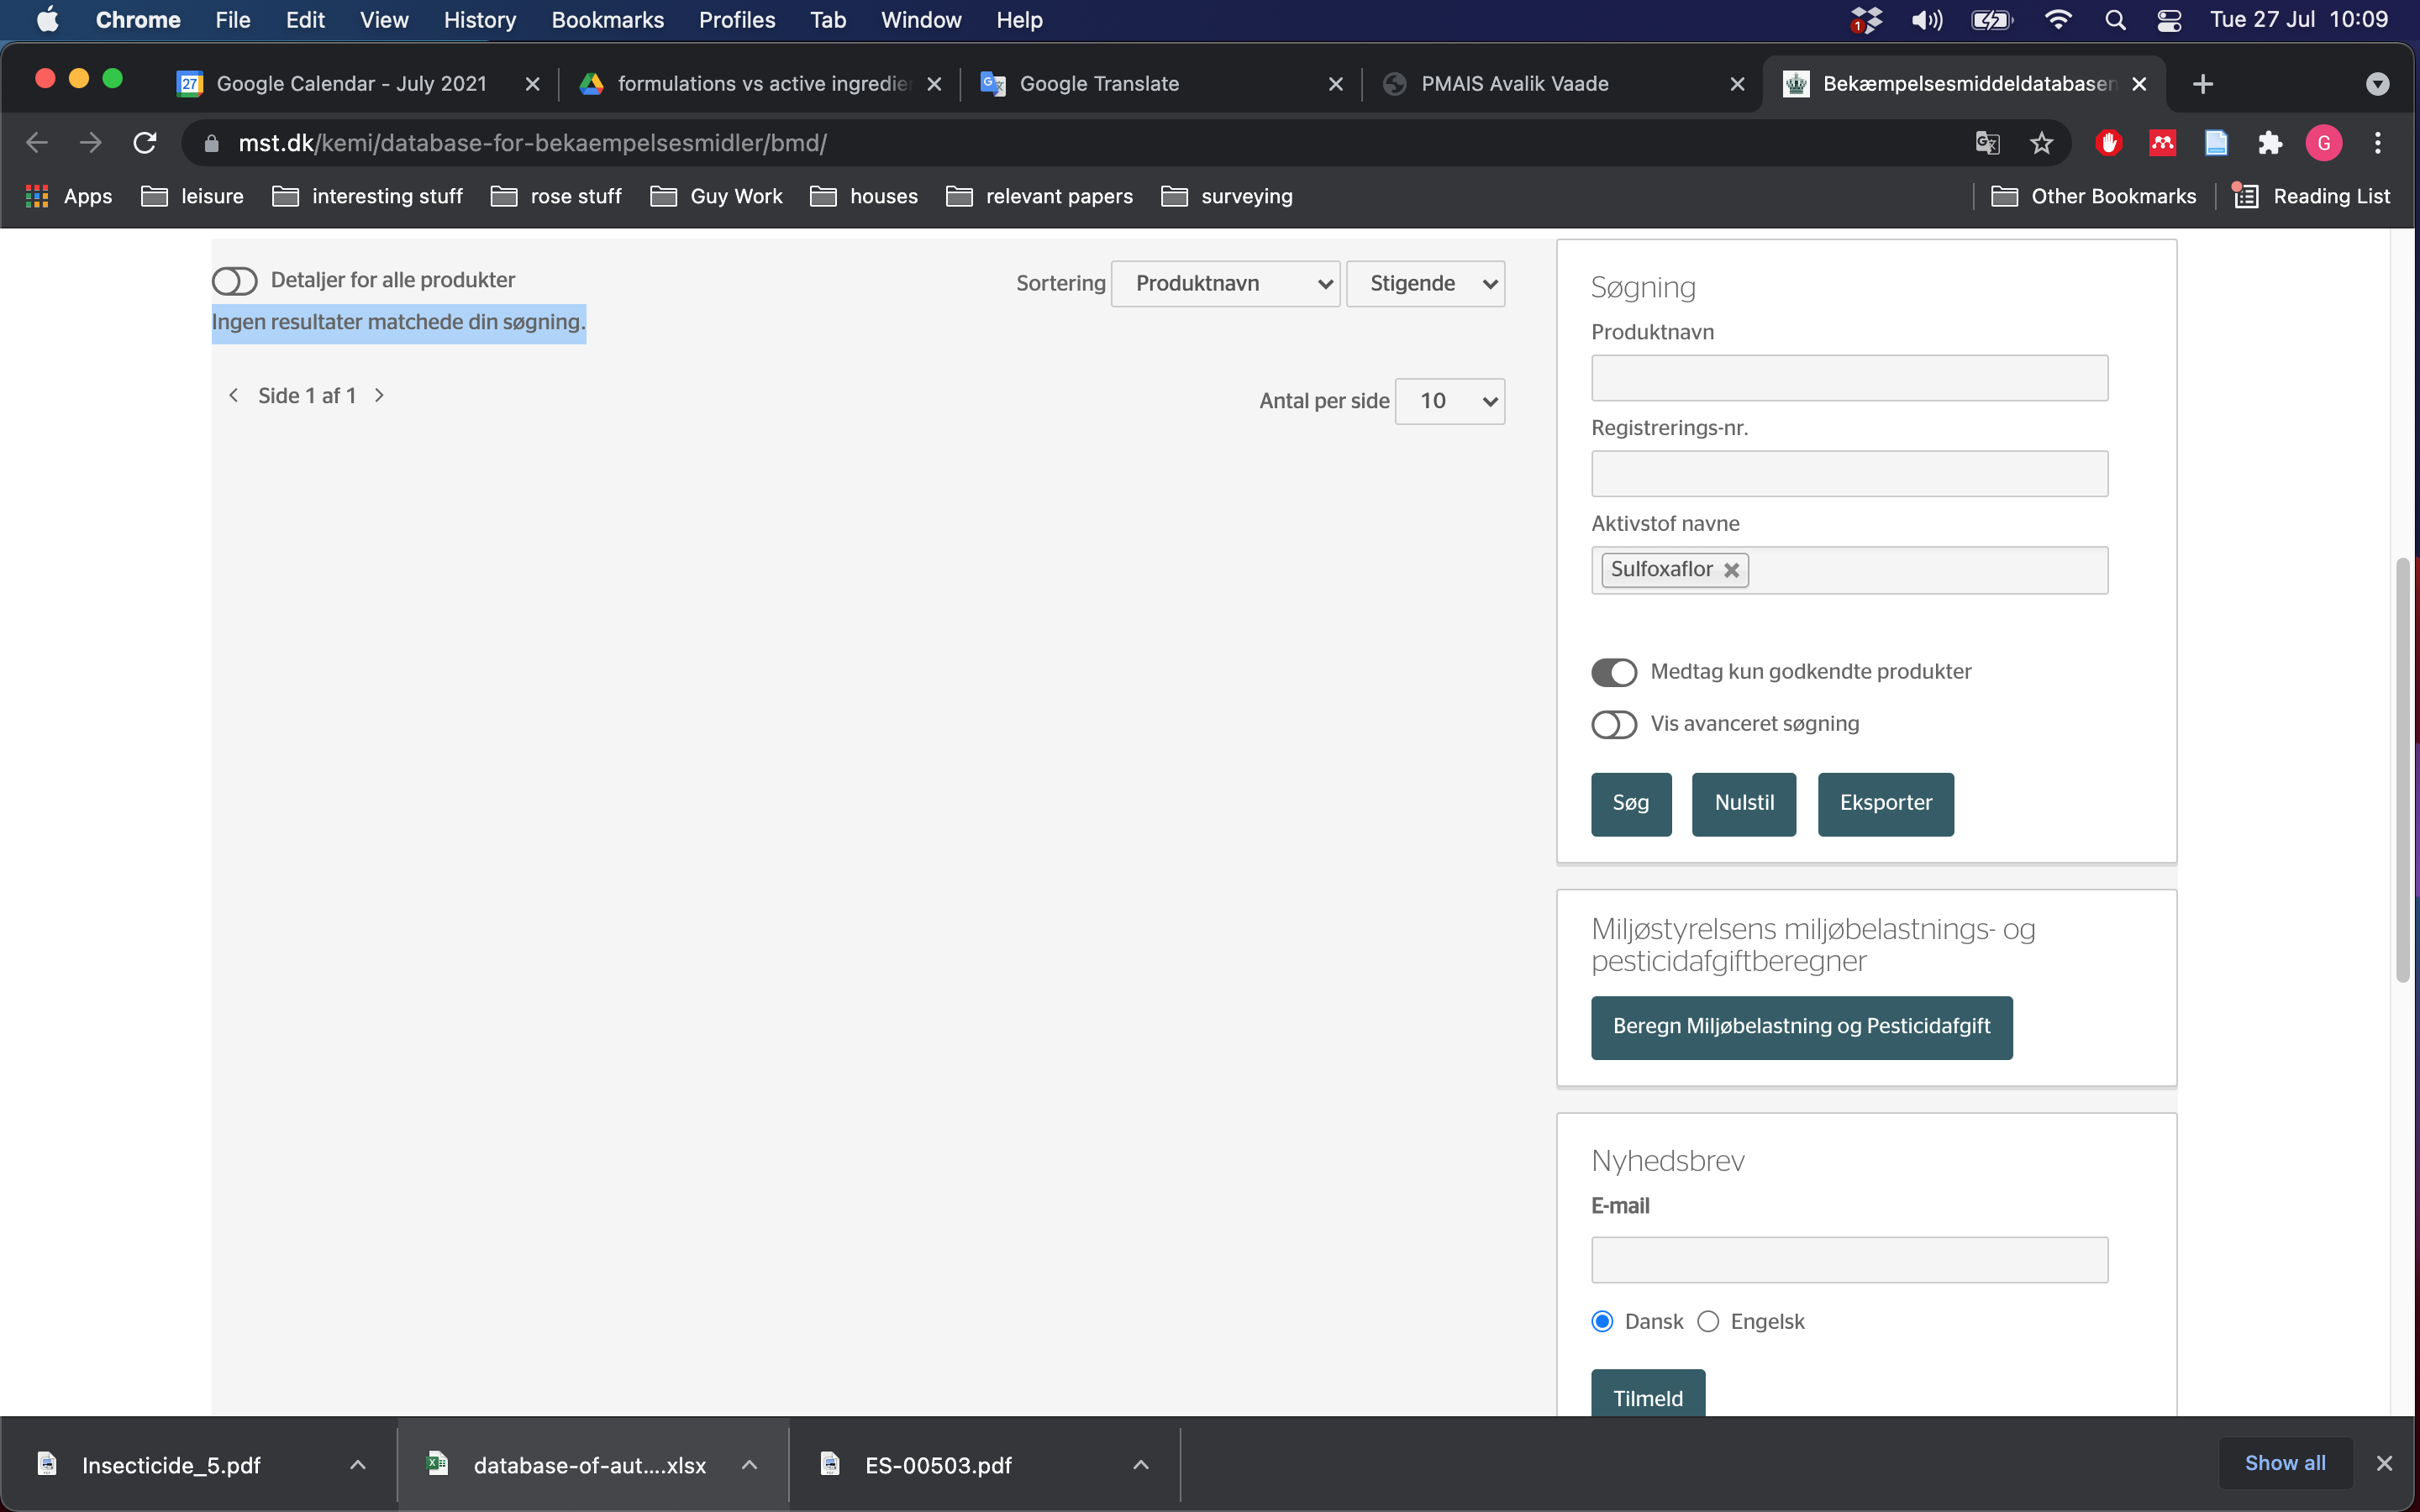 Chrome File Edit View History Bookmarks Profiles Tab Window Help
1
Tue 27 Jul 10:09
27 Google Calendar - July 2021
formulations vs active ingredie
Google Translate
PMAIS Avalik Vaade
Bekæmpelsesmiddeldatabasen
mst.dk/kemi/database-for-bekaempelsesmidler/bmd/
G
Apps leisure interesting stuff rose stuff Guy Work houses relevant papers surveying Other Bookmarks Reading List
Detaljer for alle produkter
Sortering Produktnavn Stigende
Ingen resultater matchede din søgning.
Side 1 af 1
Antal per side 10
Søgning
Produktnavn
Registrerings-nr.
Aktivstof navne
Sulfoxaflor
Medtag kun godkendte produkter
Vis avanceret søgning
Søg Nulstil Eksporter
Miljøstyrelsens miljøbelastnings- og
pesticidafgiftberegner
Beregn Miljøbelastning og Pesticidafgift
Nyhedsbrev
E-mail
Dansk Engelsk
Tilmeld
Insecticide_5.pdf
database-of-aut....xlsx
ES-00503.pdf
Show all